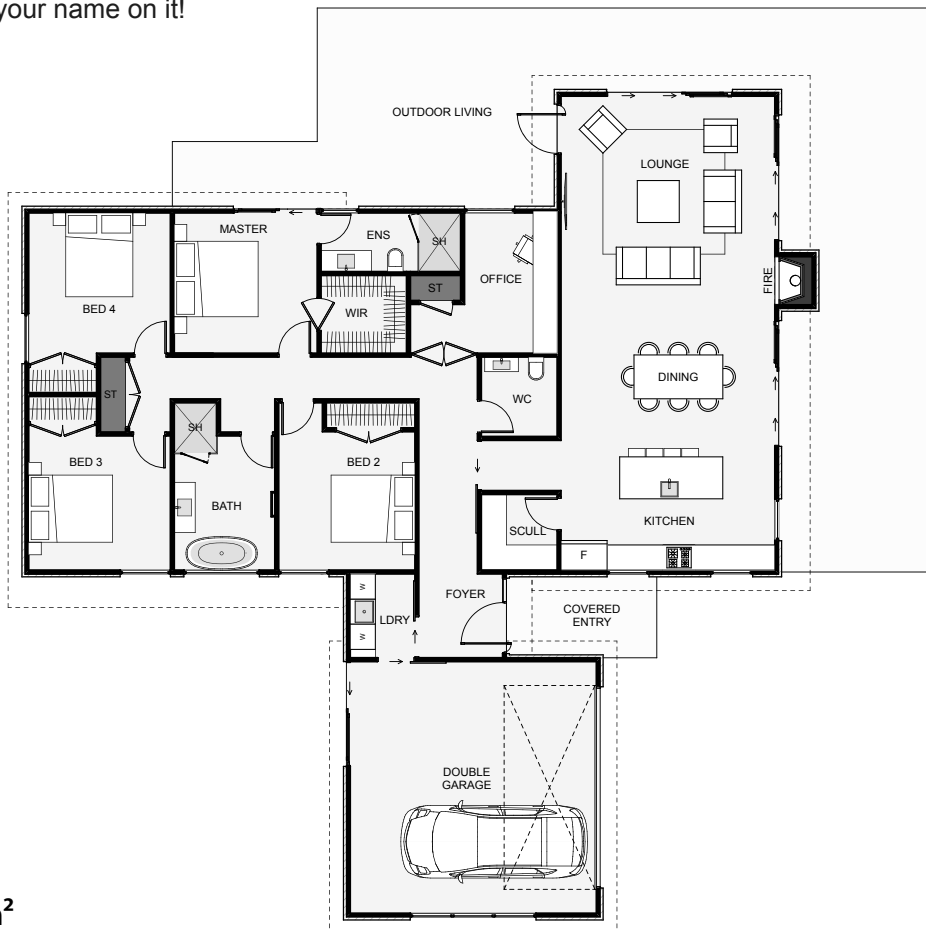 your name on it!
OUTDOOR LIVING
LOUNGE
MASTER
ENS
SH
OFFICE
ST
FIRE
BED 4
WIR
DINING
ST
WC
SH
BED 3
BED 2
BATH
SCULL
KITCHEN
F
W
LDRY
W
FOYER
COVERED
ENTRY
DOUBLE
GARAGE